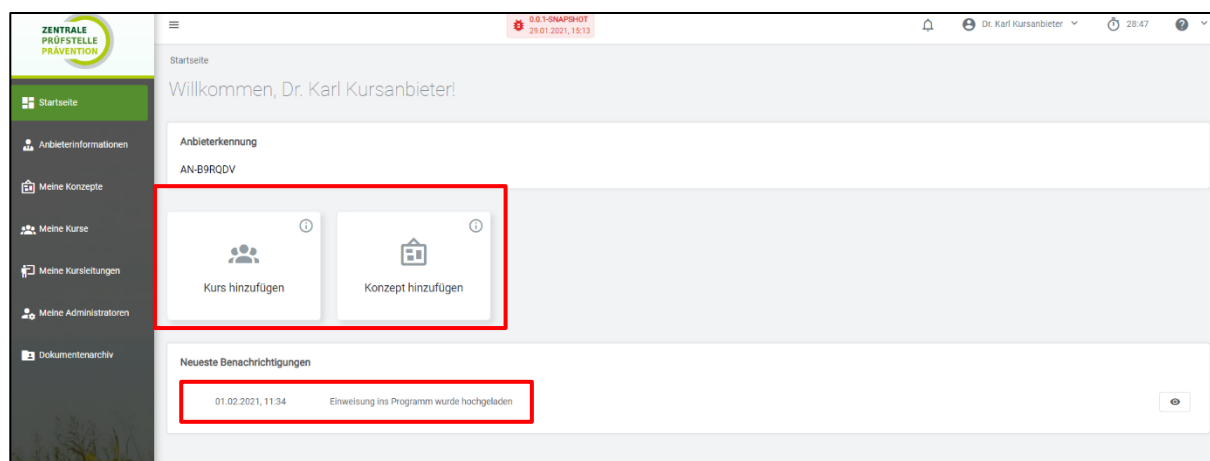 ZENTRALE
PRÜFSTELLE
PRÄVENTION
0.0.1-SNAPSHOT
29.01.2021, 15:13
Dr. Karl Kursanbieter
28:47
Startseite
Willkommen, Dr. Karl Kursanbieter!
Startseite
Anbieterinformationen
Meine Konzepte
Meine Kurse
Meine Kursleitungen
Meine Administratoren
Dokumentenarchiv
Anbieterkennung
AN-B9RQDV
Kurs hinzufügen
Konzept hinzufügen
Neueste Benachrichtigungen
01.02.2021, 11:34 Einweisung ins Programm wurde hochgeladen